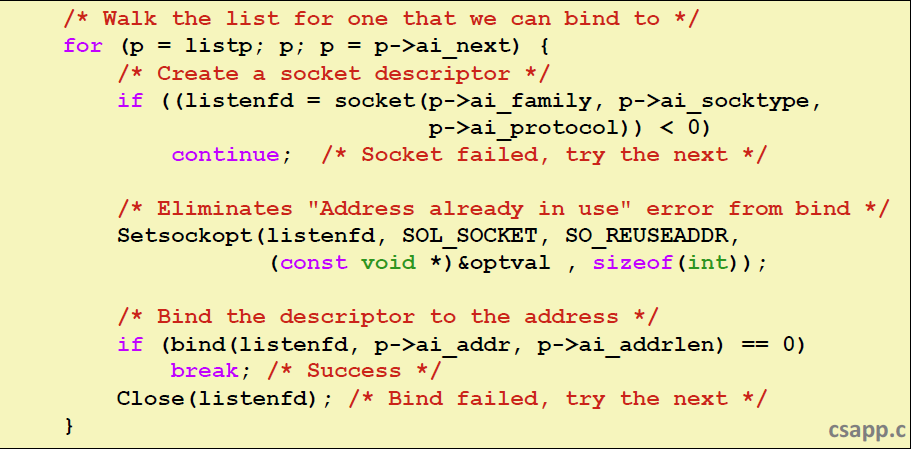 /* Walk the list for one that we can bind to */
for (p = listp; p; p = p->ai_next) {
/* Create a socket descriptor */
if ((listenfd = socket(p->ai_family, p->ai_socktype,
p->ai_protocol)) < 0)
continue; /* Socket failed, try the next */
/* Eliminates "Address already in use" error from bind */
Setsockopt(listenfd, SOL_SOCKET, SO_REUSEADDR,
(const void *)&optval , sizeof(int));
/* Bind the descriptor to the address */
if (bind(listenfd, p->ai_addr, p->ai_addrlen) == 0)
break; /* Success */
Close(listenfd); /* Bind failed, try the next */
}
csapp.c